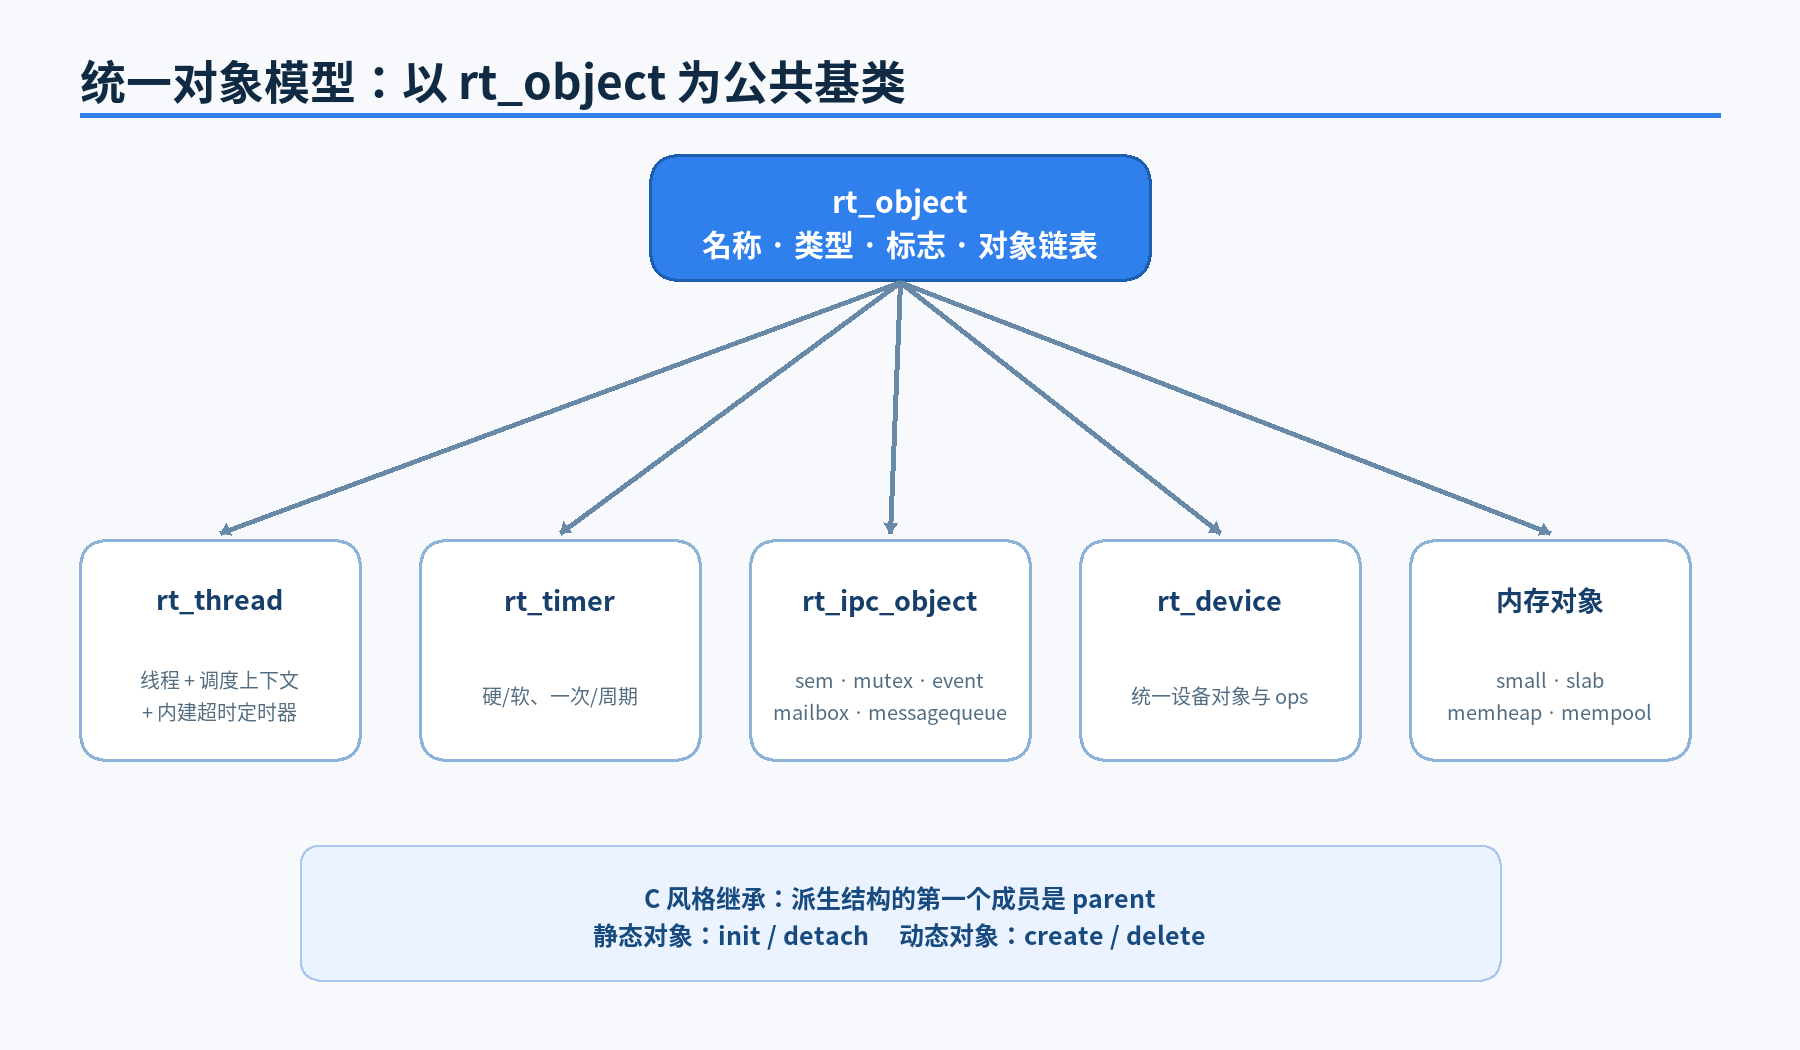 统一对象模型：以 rt_object 为公共基类
rt_object
名称 · 类型 · 标志 · 对象链表
rt_thread
线程 + 调度上下文
+ 内建超时定时器
rt_timer
硬/软、一次/周期
rt_ipc_object
sem · mutex · event
mailbox · messagequeue
rt_device
统一设备对象与 ops
内存对象
small · slab
memheap · mempool
C 风格继承：派生结构的第一个成员是 parent
静态对象：init / detach 动态对象：create / delete